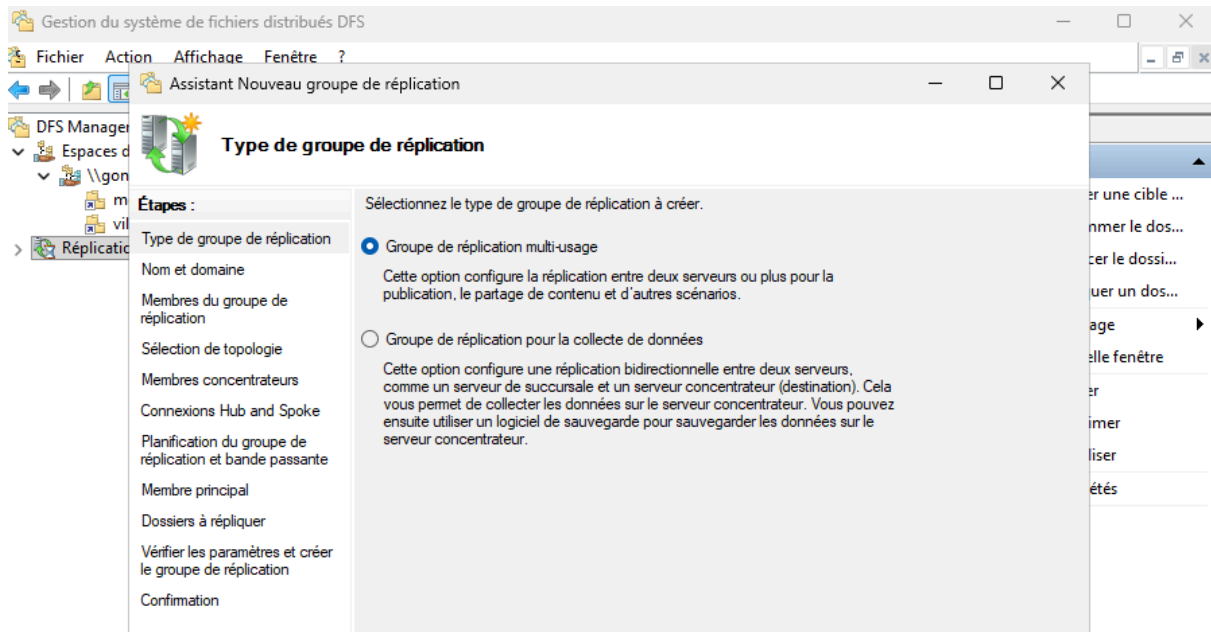 Gestion du système de fichiers distribués DFS
Fichier Action Affichage Fenêtre ?
Assistant Nouveau groupe de réplication
DFS Manager
Espaces d
\\gon
m
vil
Réplicatio
Type de groupe de réplication
Étapes :
Type de groupe de réplication
Nom et domaine
Membres du groupe de
réplication
Sélection de topologie
Membres concentrateurs
Connexions Hub and Spoke
Planification du groupe de
réplication et bande passante
Membre principal
Dossiers à répliquer
Vérifier les paramètres et créer
le groupe de réplication
Confirmation
Sélectionnez le type de groupe de réplication à créer.
Groupe de réplication multi-usage
Cette option configure la réplication entre deux serveurs ou plus pour la
publication, le partage de contenu et d'autres scénarios.
Groupe de réplication pour la collecte de données
Cette option configure une réplication bidirectionnelle entre deux serveurs,
comme un serveur de succursale et un serveur concentrateur (destination). Cela
vous permet de collecter les données sur le serveur concentrateur. Vous pouvez
ensuite utiliser un logiciel de sauvegarde pour sauvegarder les données sur le
serveur concentrateur.
er une cible ...
nmer le dos...
cer le dossi...
uer un dos...
age
elle fenêtre
er
imer
liser
étés